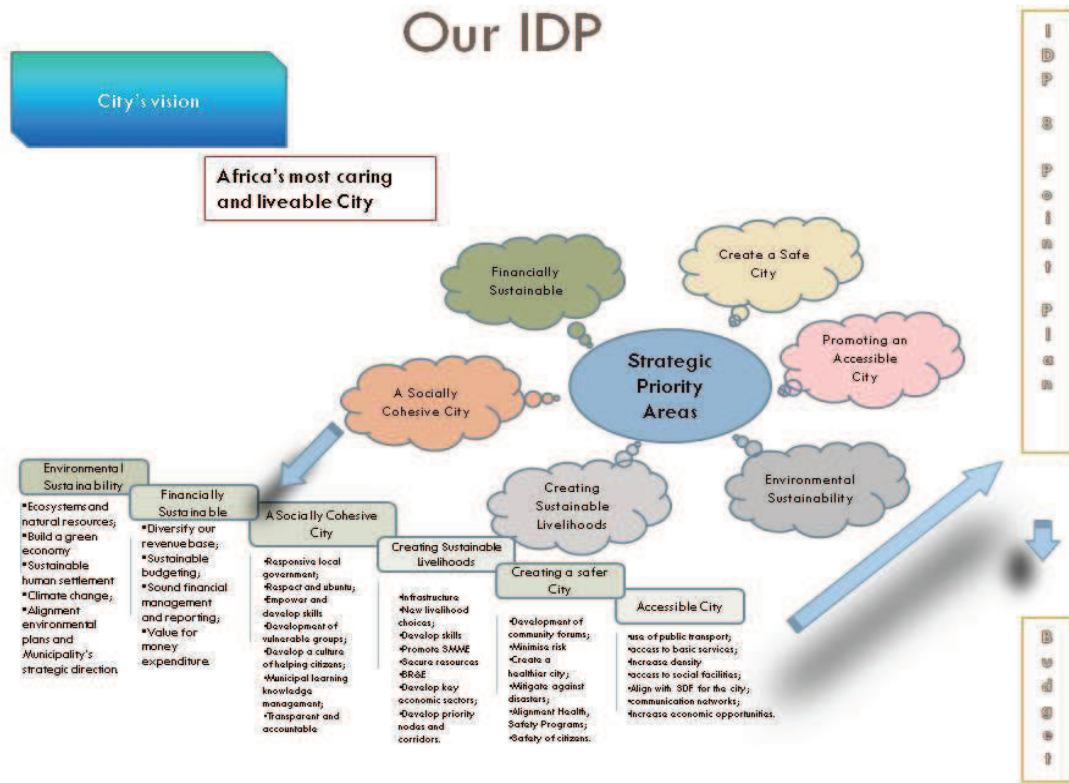 Our IDP
City's vision
Africa's most caring
and liveable City
Financially
Sustainable
Create a Safe
City
Promoting an
Accessible
City
Strategic
Priority
Areas
A Socially
Cohesive City
Creating
Sustainable
Livelihoods
Environmental
Sustainability
Environmental
Sustainability
▪Ecosystems and
natural resources;
▪Build a green
economy
▪Sustainable
human settlement
▪Climate change;
▪Alignment
environmental
plans and
Municipality's
strategic direction.
Financially
Sustainable
▪Diversify our
revenue base;
▪Sustainable
budgeting;
▪Sound financial
management
and reporting;
▪Value for
money
expenditure
A Socially Cohesive
City
•Responsive local
government;
•Respect and ubuntu;
•Empower and
develop skills
•Development of
vulnerable groups;
•Develop a culture
of helping citizens;
•Municipal learning
knowledge
management;
•Transparent and
accountable
Creating Sustainable
Livelihoods
•Infrastructure
•New livelihood
choices;
•Develop skills
•Promote SMME
•Secure resources
•BR&E
•Develop key
economic sectors;
•Develop priority
nodes and
corridors.
Creating a safer
City
•Development of
community forums;
•Minimise risk
•Create a
healthier city;
•Mitigate against
disasters;
•Alignment Health,
Safety Programs;
•Safety of citizens.
Accessible City
•use of public transport;
•access to basic services;
•Increase density
•access to social facilities;
•Align with SDF for the city;
•communication networks;
•Increase economic opportunities.
IDP 8 Point Plan
Budget